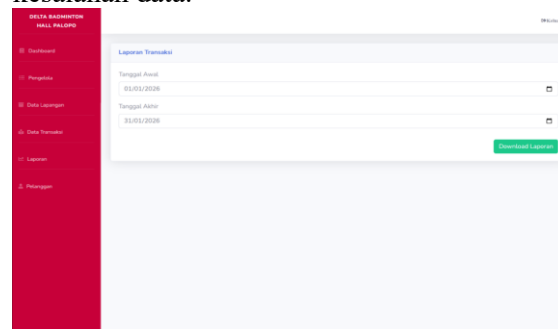 kesalahan data.
DELTA BADMINTON
HALL PALOPO
Dashboard
Laporan Transaksi
Pengelola
Tanggal Awal
01/01/2026
Data Lapangan
Tanggal Akhir
31/01/2026
Data Transaksi
Download Laporan
Laporan
Pelanggan